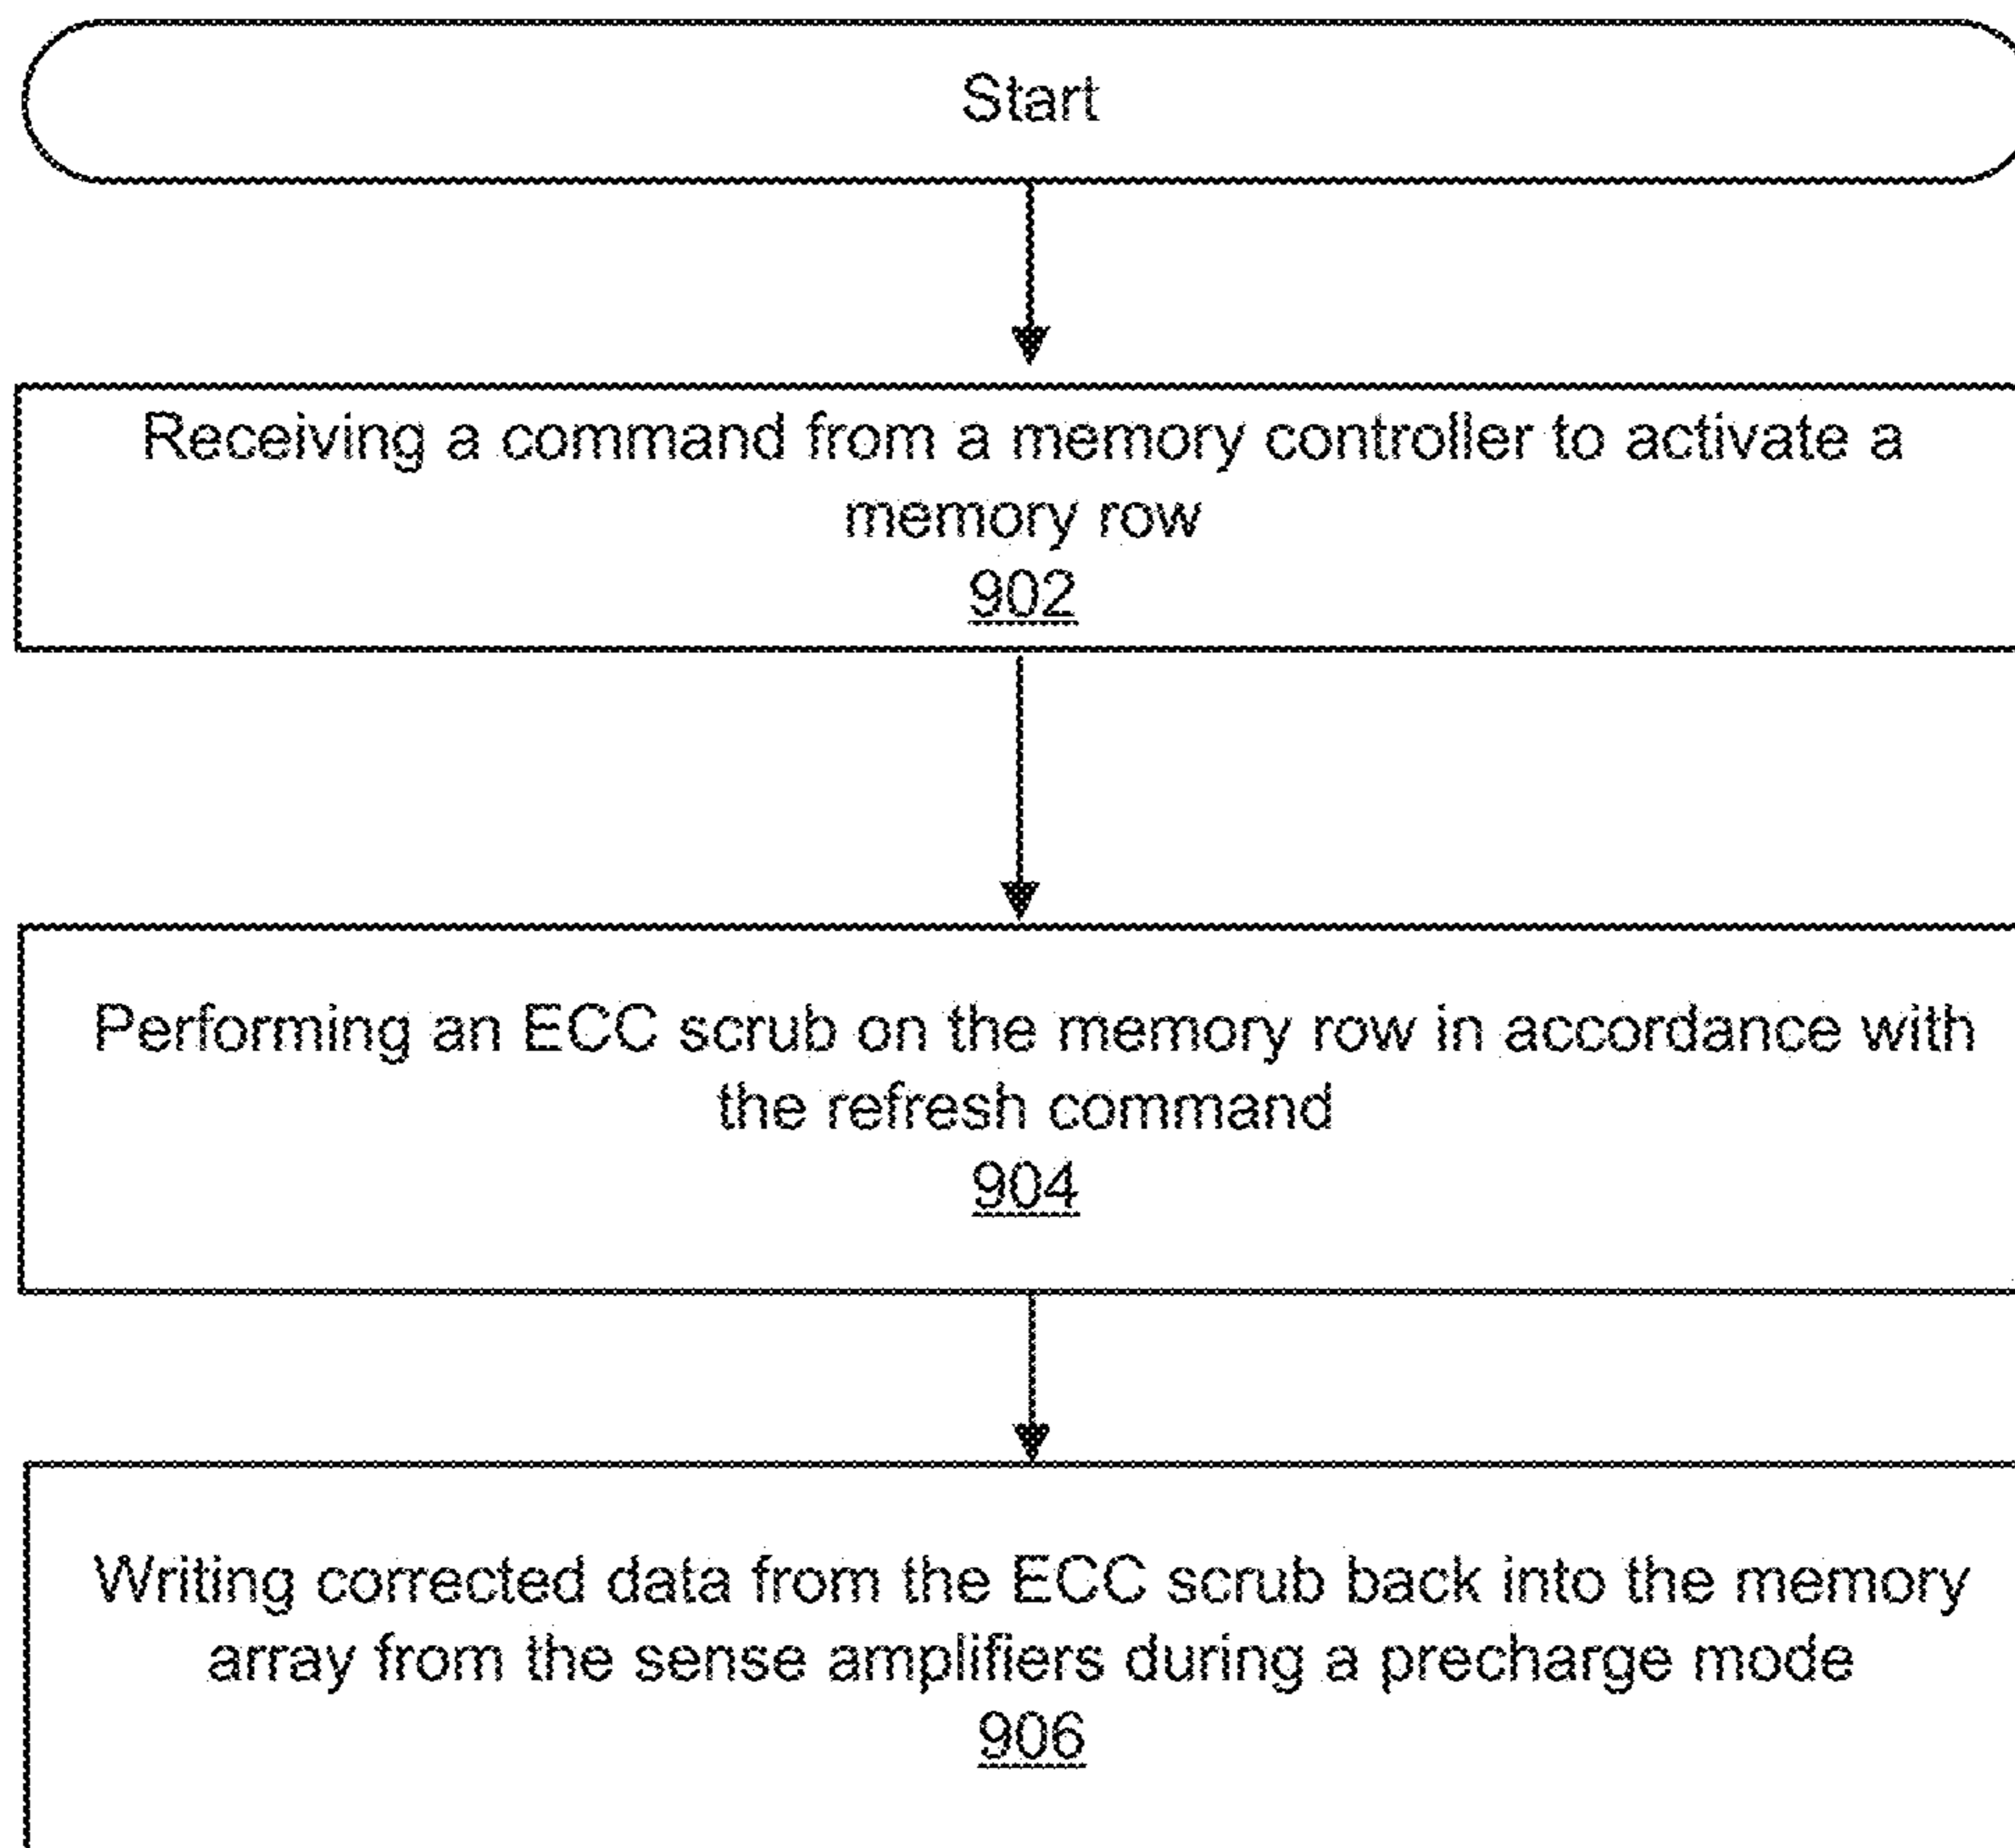 Start
Receiving a command from a memory controller to activate a
memory row
902
Performing an ECC scrub on the memory row in accordance with
the refresh command
904
Writing corrected data from the ECC scrub back into the memory
array from the sense amplifiers during a precharge mode
906